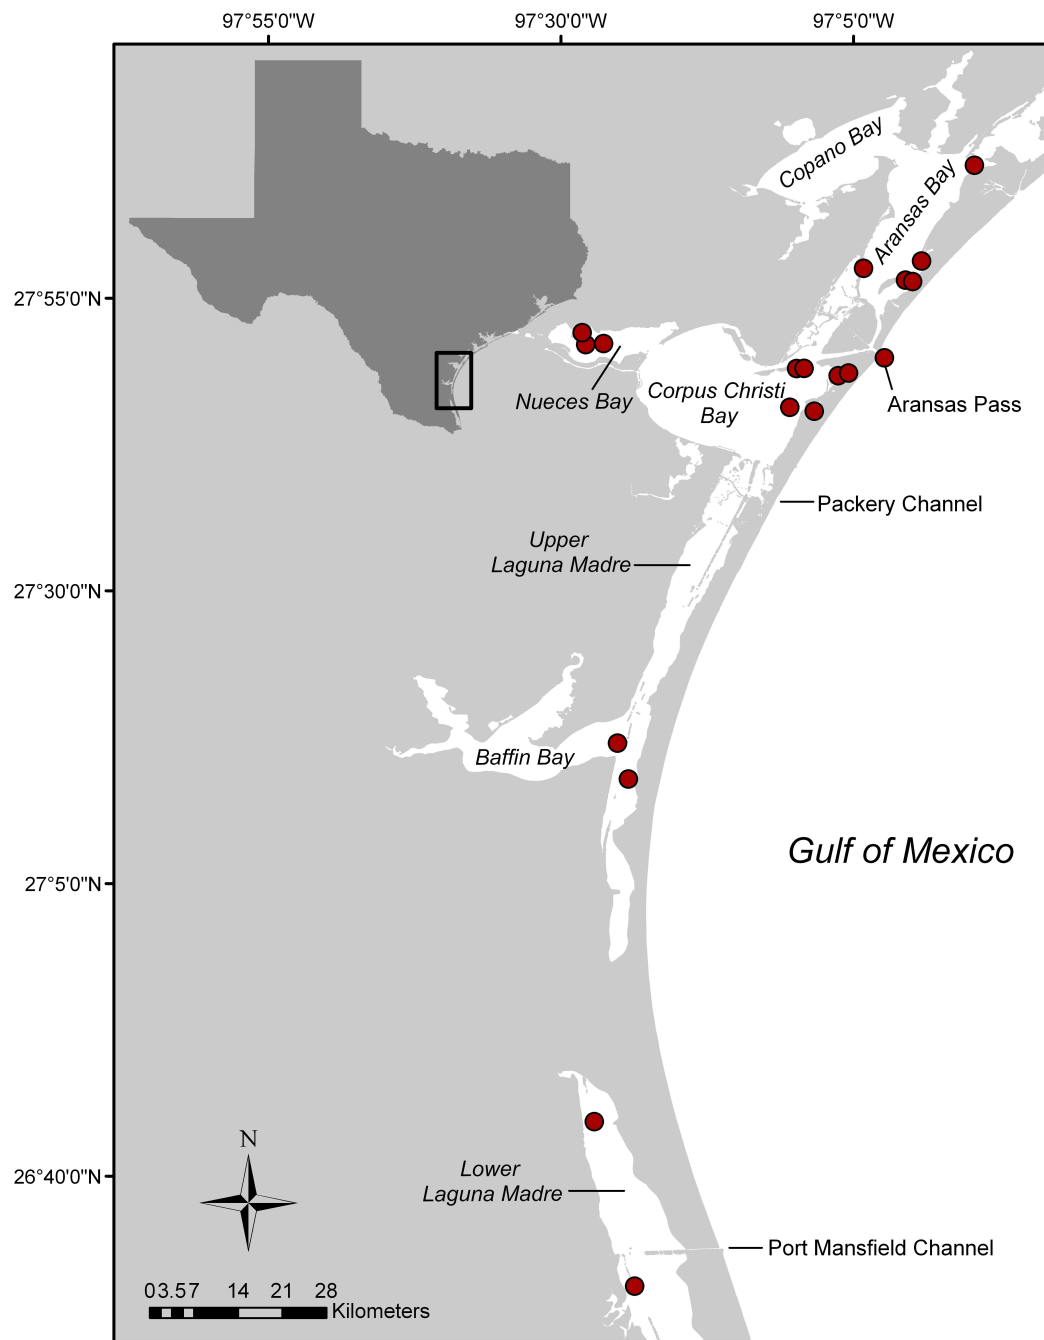 97°55'0"W
97°30'0"W
97°5'0"W
Copano Bay
Aransas Bay
27°55'0"N
Nueces Bay
Corpus Christi
Bay
Aransas Pass
Packery Channel
Upper
Laguna Madre
27°30'0"N
Baffin Bay
Gulf of Mexico
27°5'0"N
N
26°40'0"N
Lower
Laguna Madre
Port Mansfield Channel
03.57 14 21 28
Kilometers